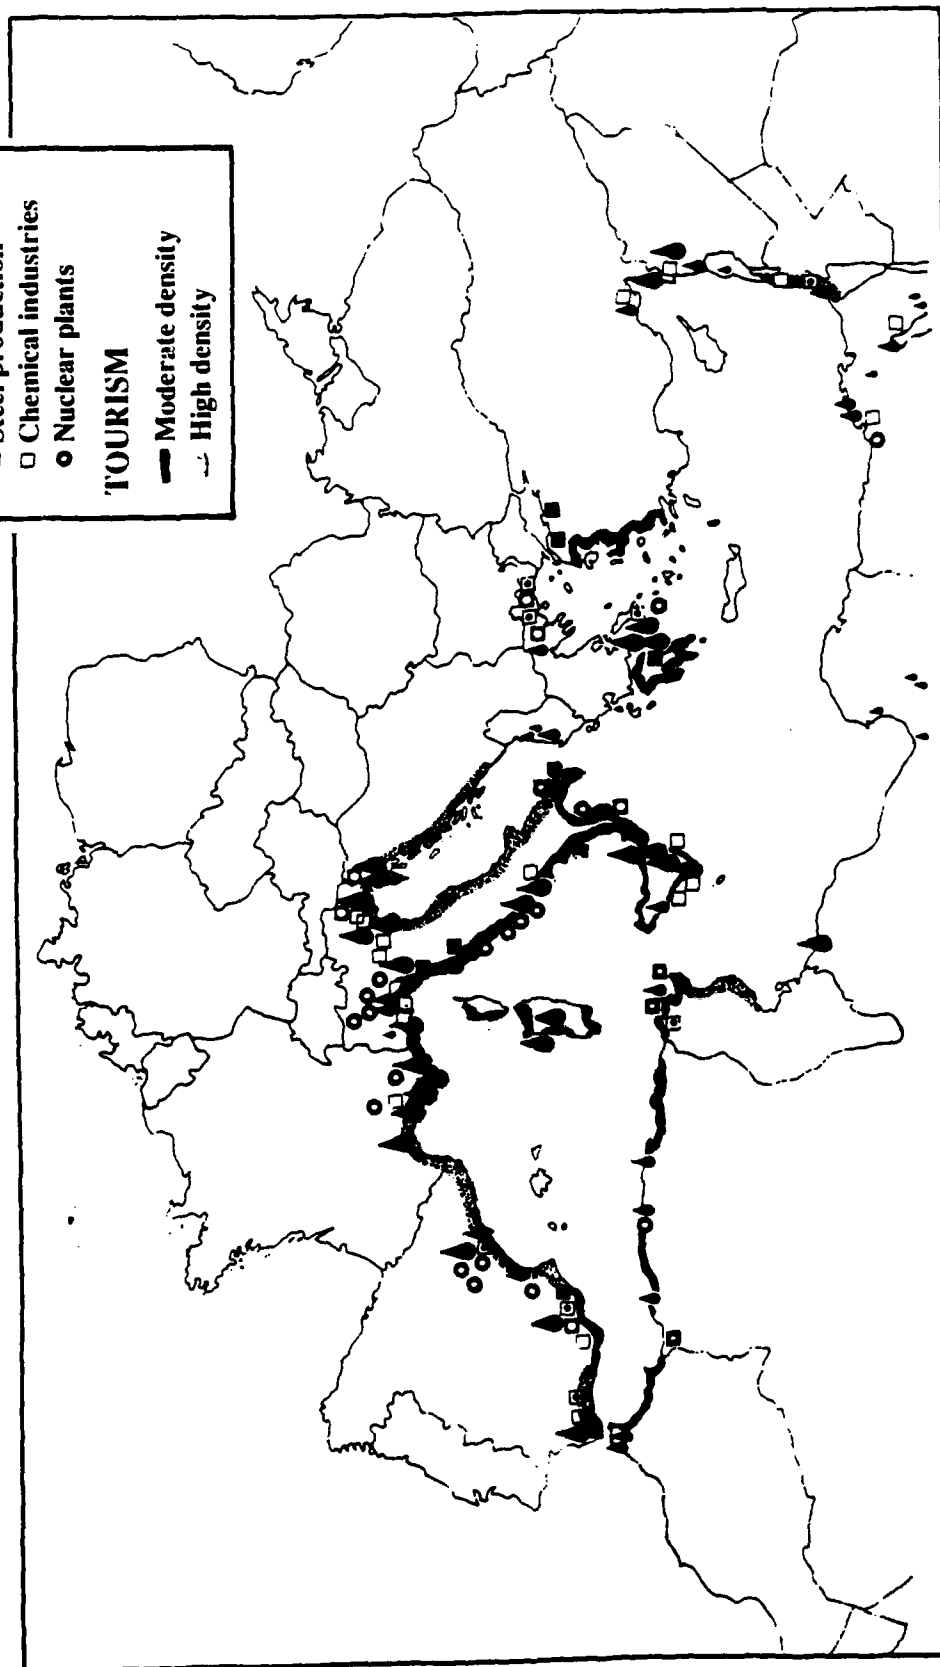 Chemical industries
Nuclear plants
TOURISM
Moderate density
High density